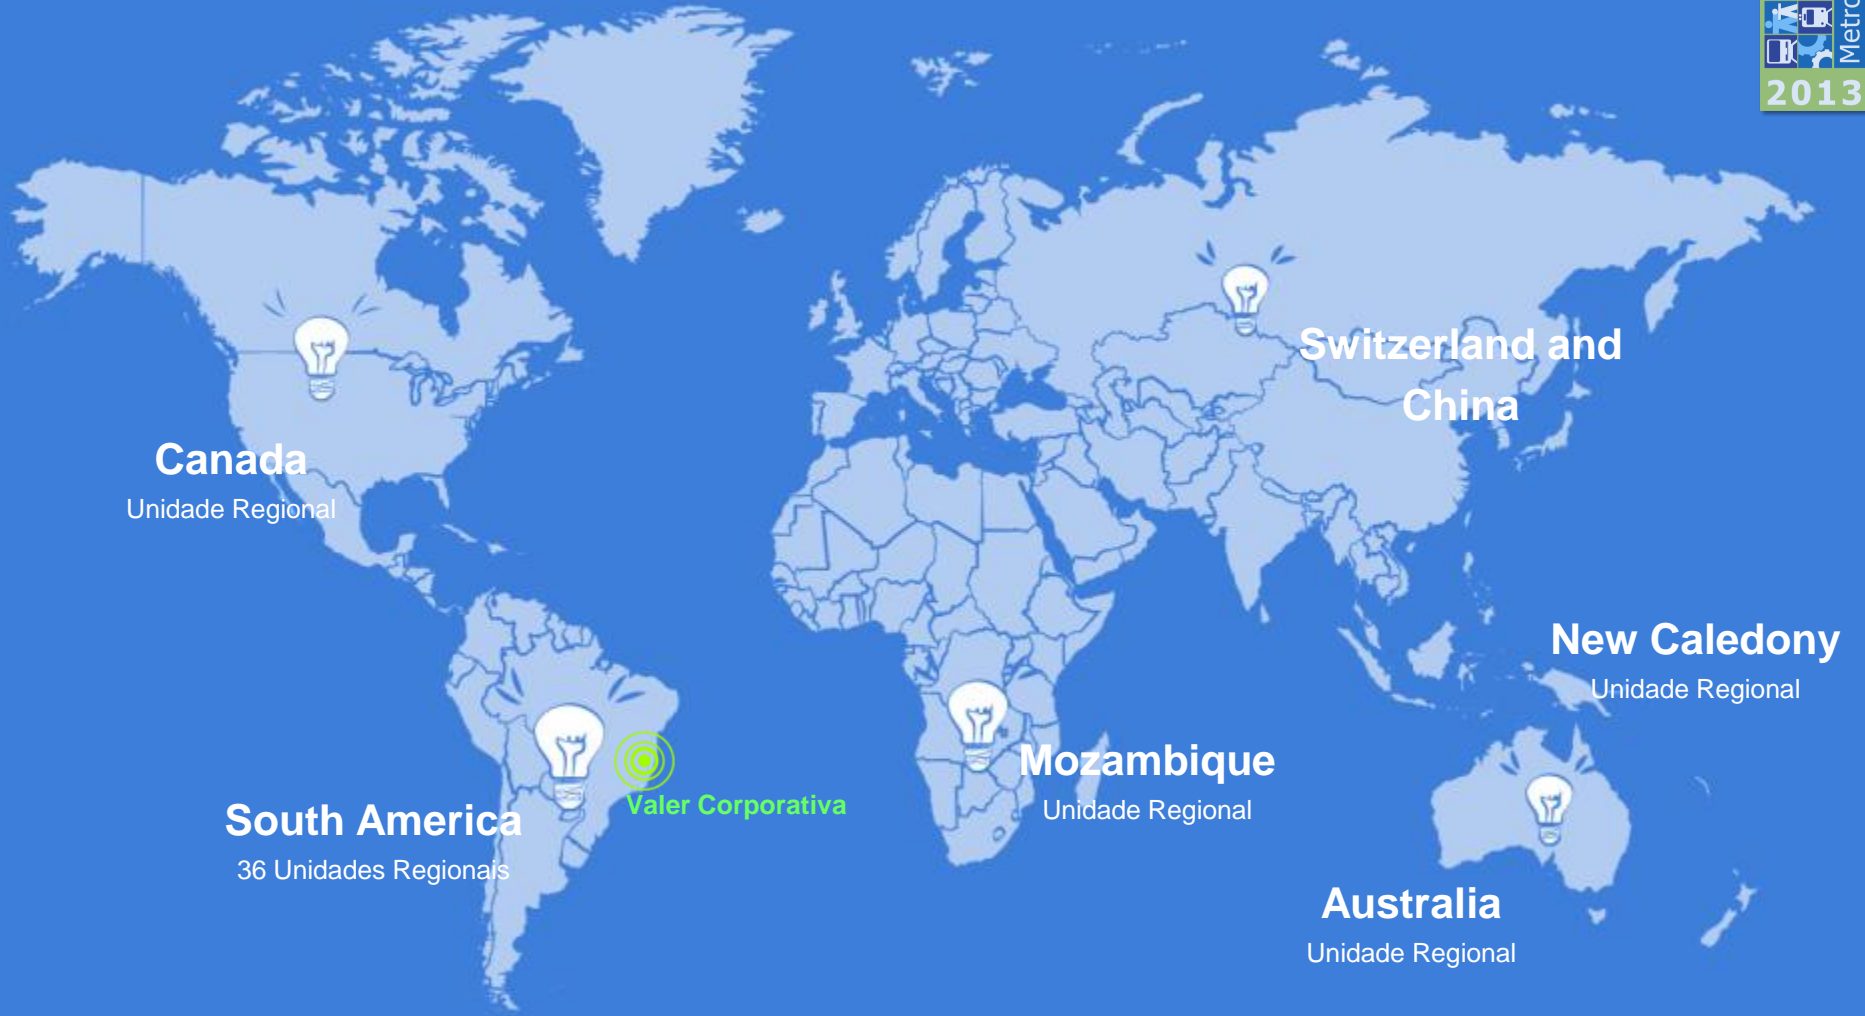 Metro
2013
Switzerland and
China
Canada
Unidade Regional
New Caledony
Unidade Regional
Mozambique
Unidade Regional
Valer Corporativa
South America
36 Unidades Regionais
Australia
Unidade Regional